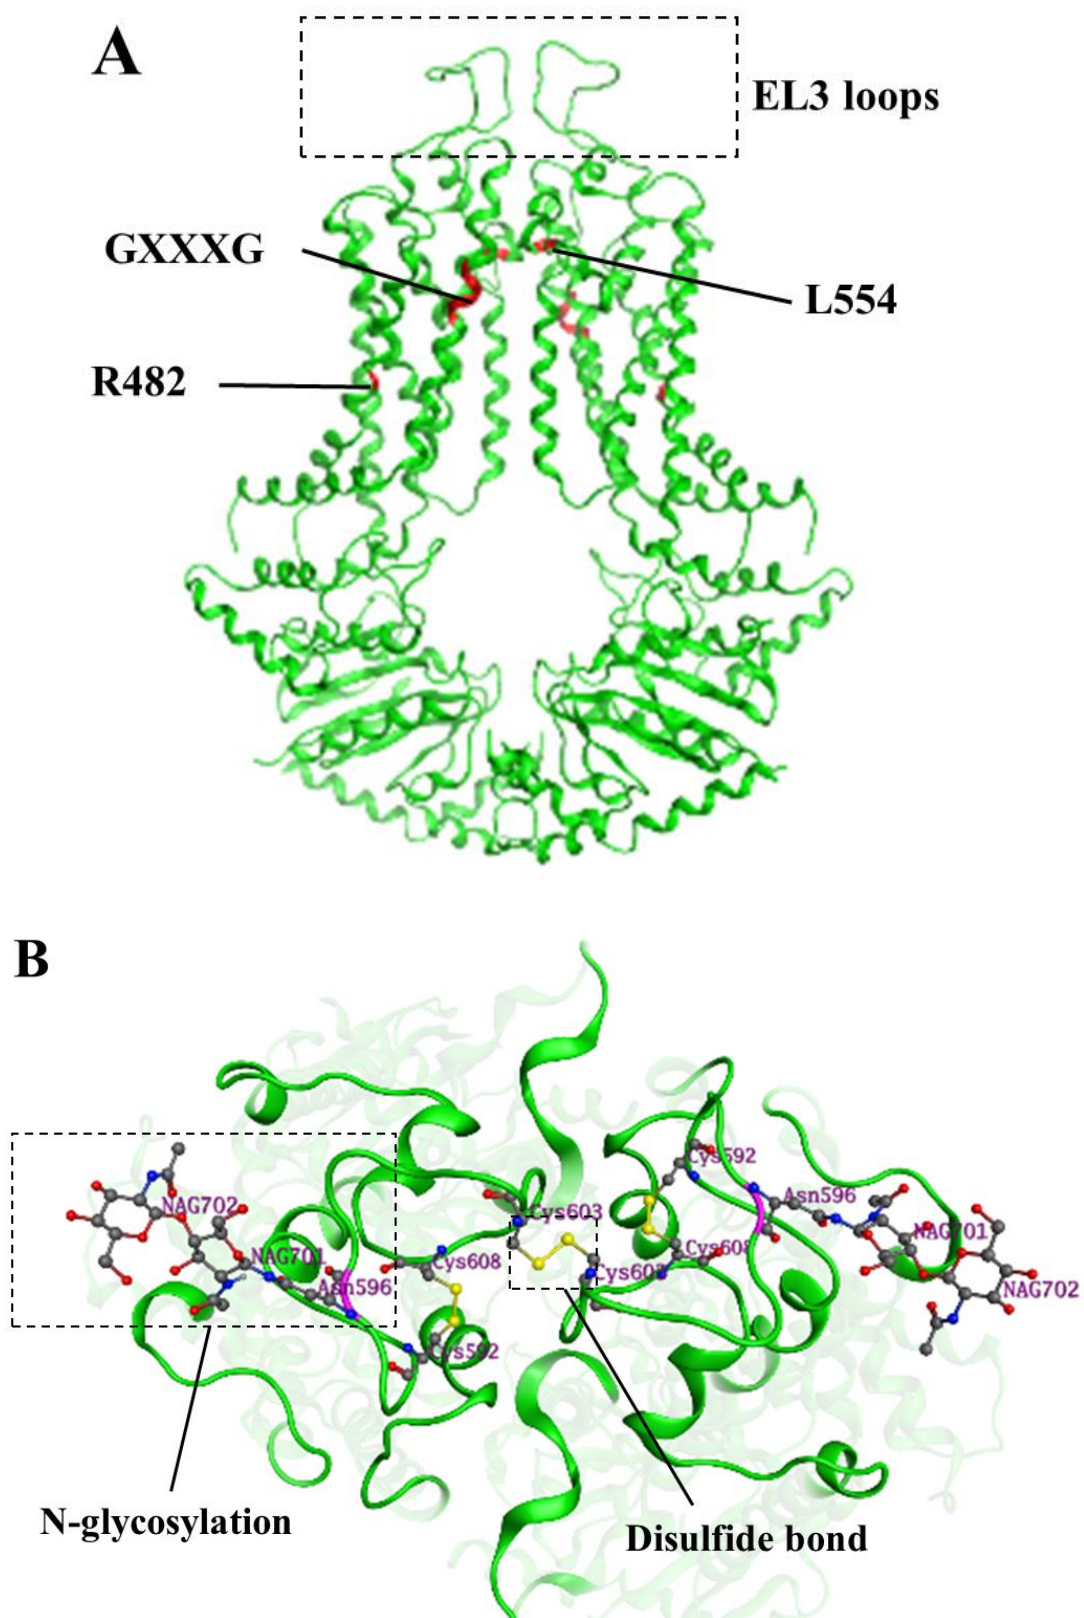 A
EL3 loops
GXXXG
L554
R482
B
Cys592
Asn596
NAG702
Cys603
NAG701
Cys608
NAG701
Cys608
Cys603
Asn596
NAG702
Cys592
N-glycosylation
Disulfide bond